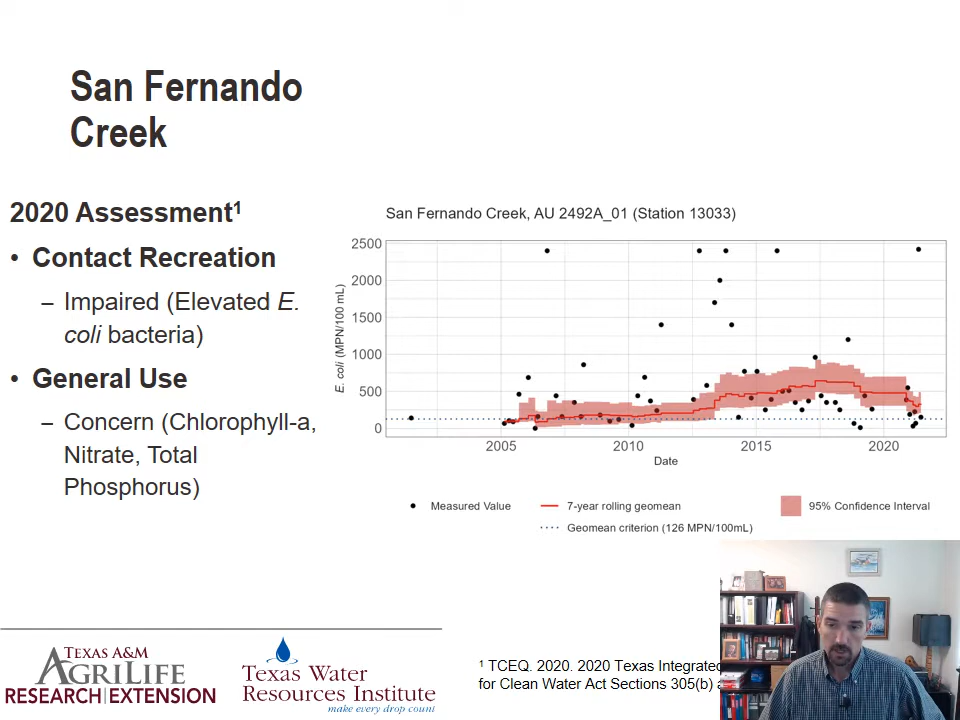 San Fernando
Creek
2020 Assessment¹
• Contact Recreation
– Impaired (Elevated E.
coli bacteria)
• General Use
– Concern (Chlorophyll-a,
Nitrate, Total
Phosphorus)
San Fernando Creek, AU 2492A_01 (Station 13033)
E. coli (MPN/100 mL)
2500
2000
1500
1000
500
0
2005 2010 2015 2020
Date
Measured Value 7-year rolling geomean 95% Confidence Interval
Geomean criterion (126 MPN/100mL)
TEXAS A&M
AGRILIFE
RESEARCH | EXTENSION
Texas Water
Resources Institute
make every drop count
¹ TCEQ. 2020. 2020 Texas Integrated
for Clean Water Act Sections 305(b)